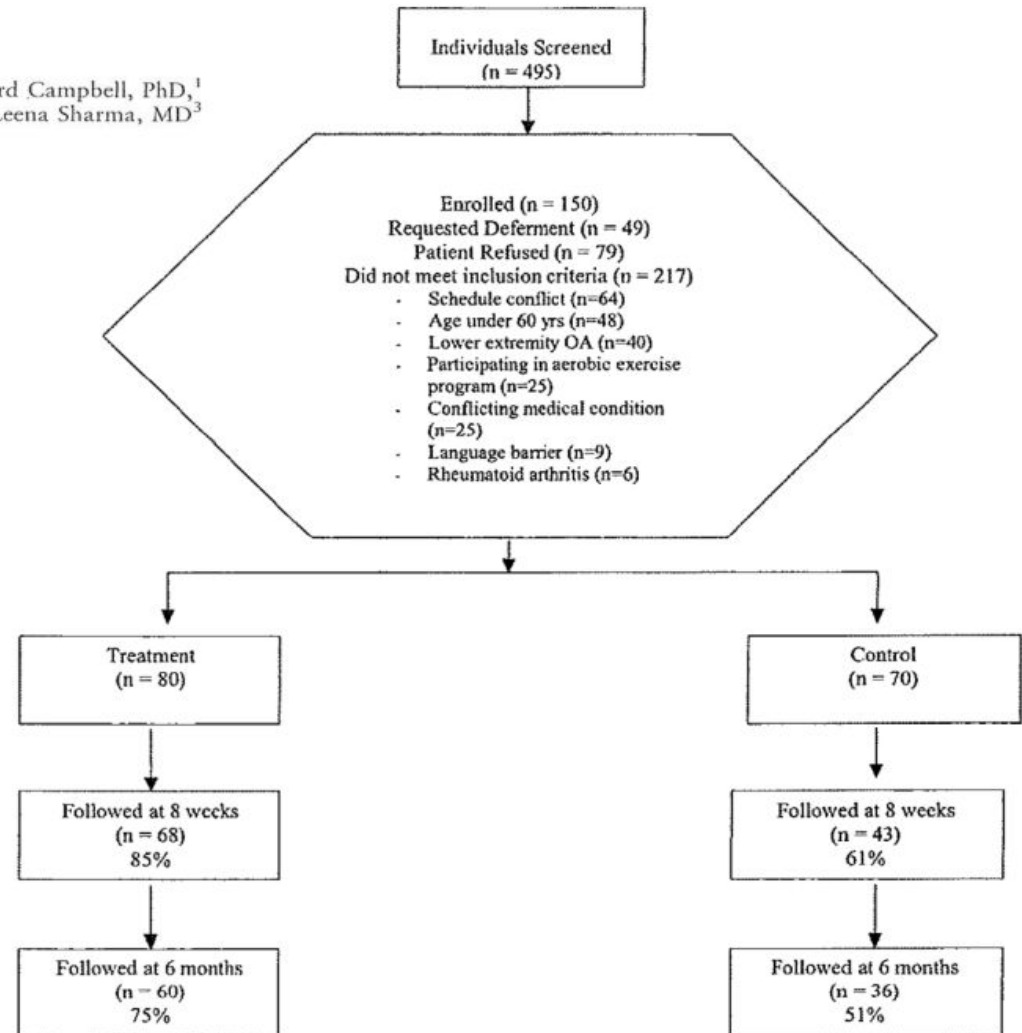 rd Campbell, PhD,1
eena Sharma, MD3
Individuals Screened
(n = 495)
Enrolled (n = 150)
Requested Deferment (n = 49)
Patient Refused (n = 79)
Did not meet inclusion criteria (n = 217)
- Schedule conflict (n=64)
- Age under 60 yrs (n=48)
- Lower extremity OA (n=40)
- Participating in aerobic exercise
program (n=25)
- Conflicting medical condition
(n=25)
- Language barrier (n=9)
- Rheumatoid arthritis (n=6)
Treatment
(n = 80)
Control
(n = 70)
Followed at 8 weeks
(n = 68)
85%
Followed at 8 weeks
(n = 43)
61%
Followed at 6 months
(n = 60)
75%
Followed at 6 months
(n = 36)
51%